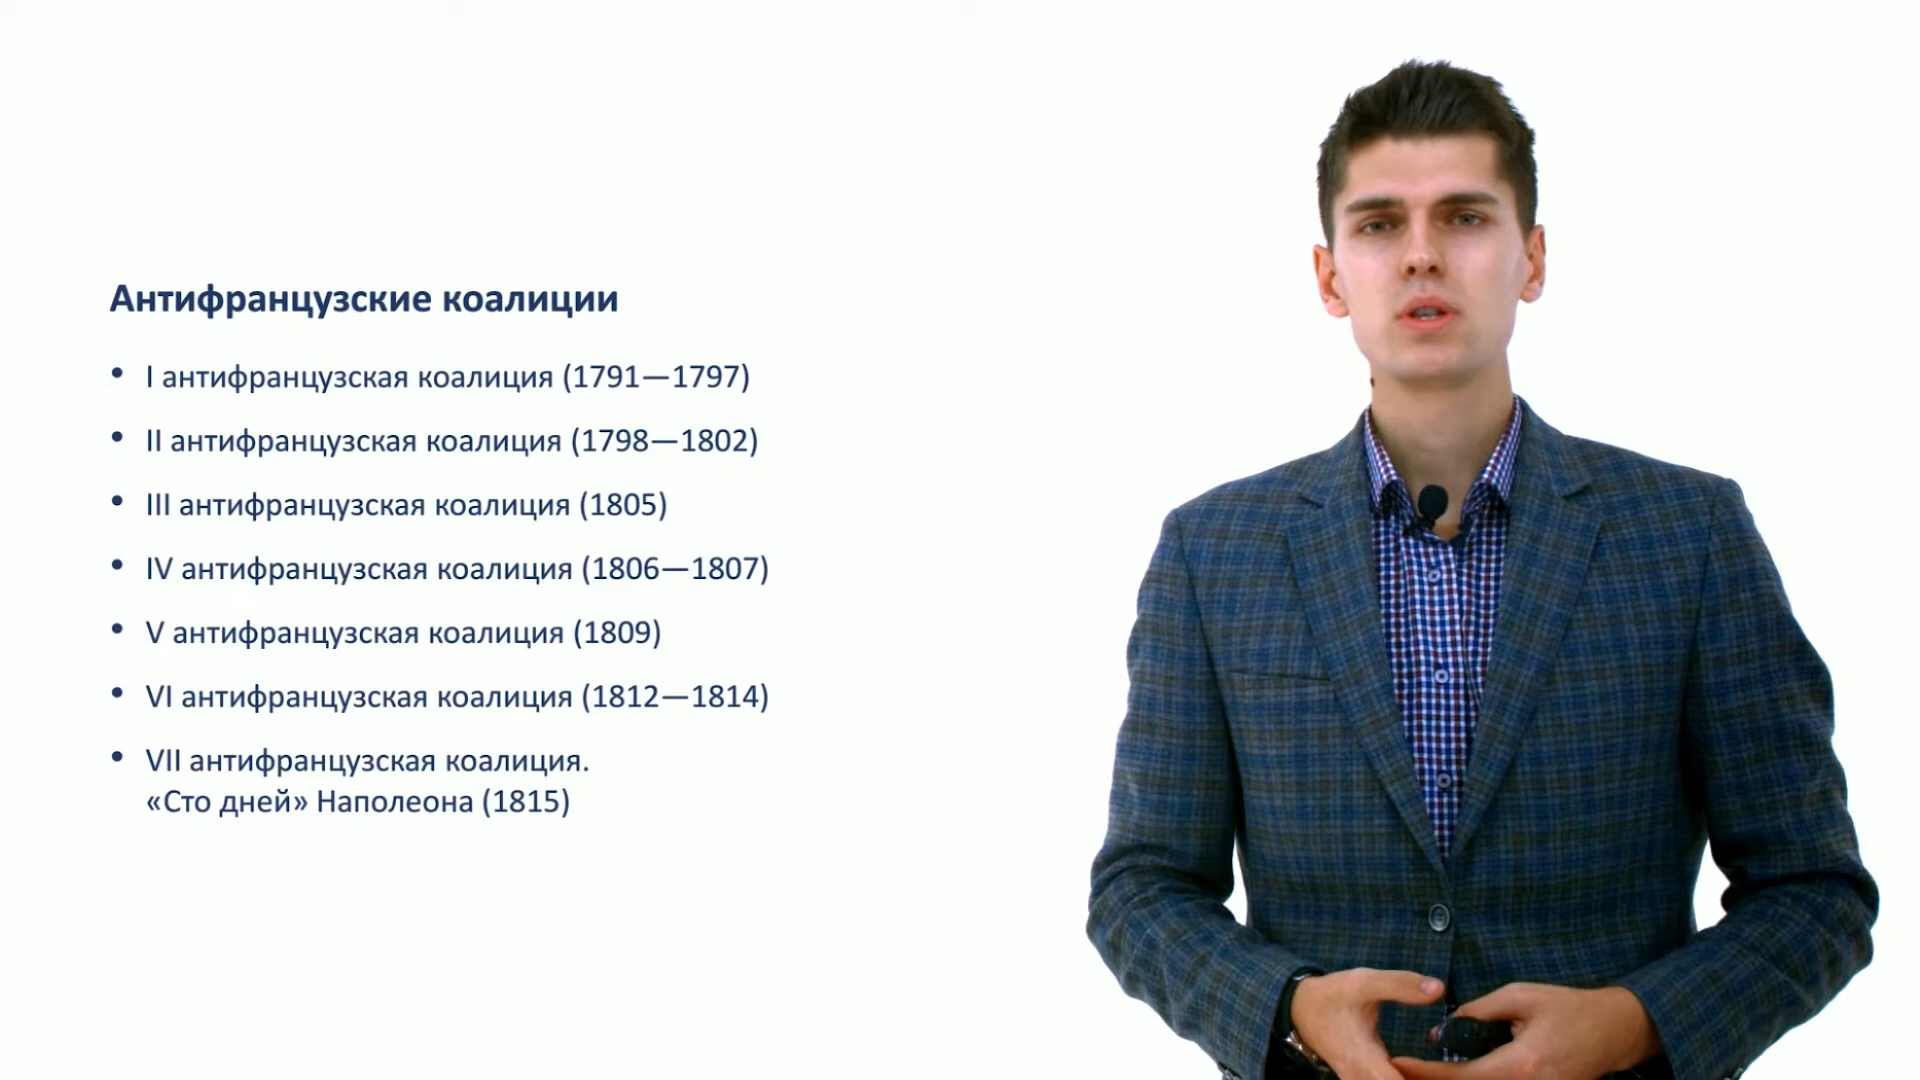 Антифранцузские коалиции
• I антифранцузская коалиция (1791—1797)
• II антифранцузская коалиция (1798—1802)
• III антифранцузская коалиция (1805)
• IV антифранцузская коалиция (1806—1807)
• V антифранцузская коалиция (1809)
• VI антифранцузская коалиция (1812—1814)
• VII антифранцузская коалиция.
«Сто дней» Наполеона (1815)